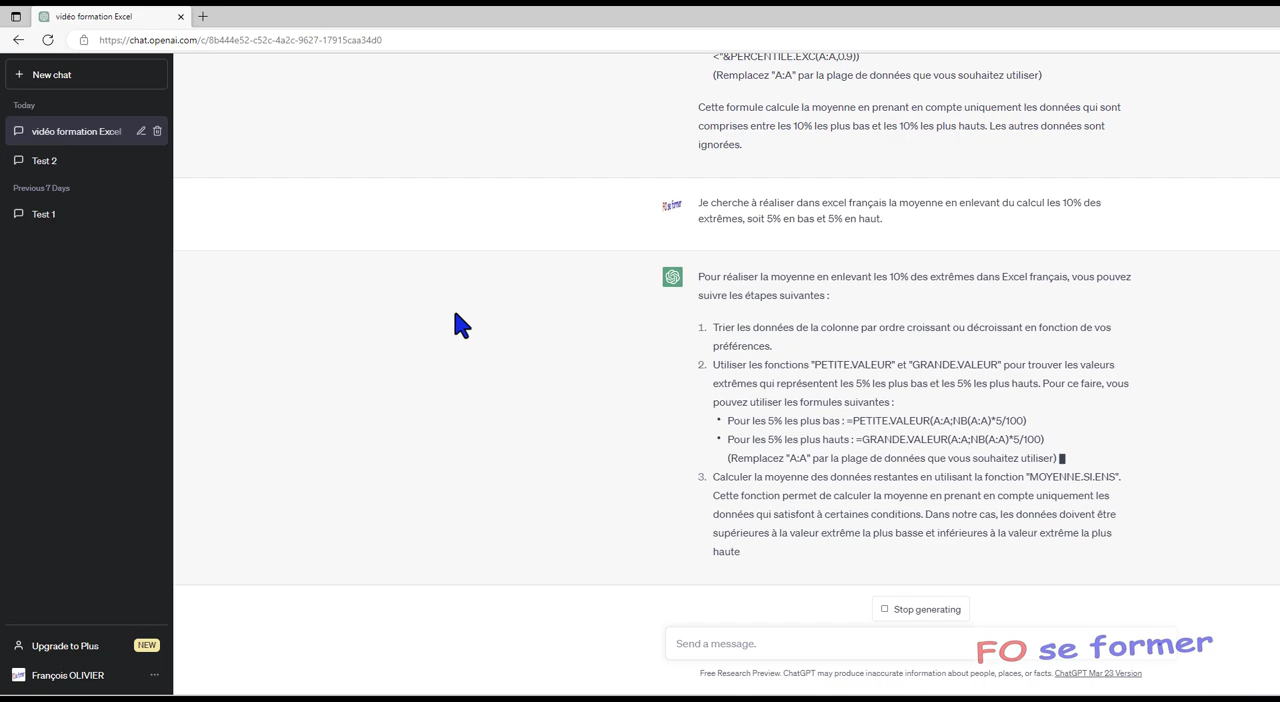 vidéo formation Excel
https://chat.openai.com/c/8b444e52-c52c-4a2c-9627-17915caa34d0
New chat
Today
vidéo formation Excel
Test 2
Previous 7 Days
Test 1
Upgrade to Plus NEW
François OLIVIER
<"&PERCENTILE.EXC(A:A,0.9))
(Remplacez "A:A" par la plage de données que vous souhaitez utiliser)
Cette formule calcule la moyenne en prenant en compte uniquement les données qui sont
comprises entre les 10% les plus bas et les 10% les plus hauts. Les autres données sont
ignorées.
FO se former
Je cherche à réaliser dans excel français la moyenne en enlevant du calcul les 10% des
extrêmes, soit 5% en bas et 5% en haut.
Pour réaliser la moyenne en enlevant les 10% des extrêmes dans Excel français, vous pouvez
suivre les étapes suivantes :
1. Trier les données de la colonne par ordre croissant ou décroissant en fonction de vos
préférences.
2. Utiliser les fonctions "PETITE.VALEUR" et "GRANDE.VALEUR" pour trouver les valeurs
extrêmes qui représentent les 5% les plus bas et les 5% les plus hauts. Pour ce faire, vous
pouvez utiliser les formules suivantes :
• Pour les 5% les plus bas : =PETITE.VALEUR(A:A;NB(A:A)*5/100)
• Pour les 5% les plus hauts : =GRANDE.VALEUR(A:A;NB(A:A)*5/100)
(Remplacez "A:A" par la plage de données que vous souhaitez utiliser)
3. Calculer la moyenne des données restantes en utilisant la fonction "MOYENNE.SI.ENS".
Cette fonction permet de calculer la moyenne en prenant en compte uniquement les
données qui satisfont à certaines conditions. Dans notre cas, les données doivent être
supérieures à la valeur extrême la plus basse et inférieures à la valeur extrême la plus
haute
Stop generating
Send a message.
FO se former
Free Research Preview. ChatGPT may produce inaccurate information about people, places, or facts. ChatGPT Mar 23 Version